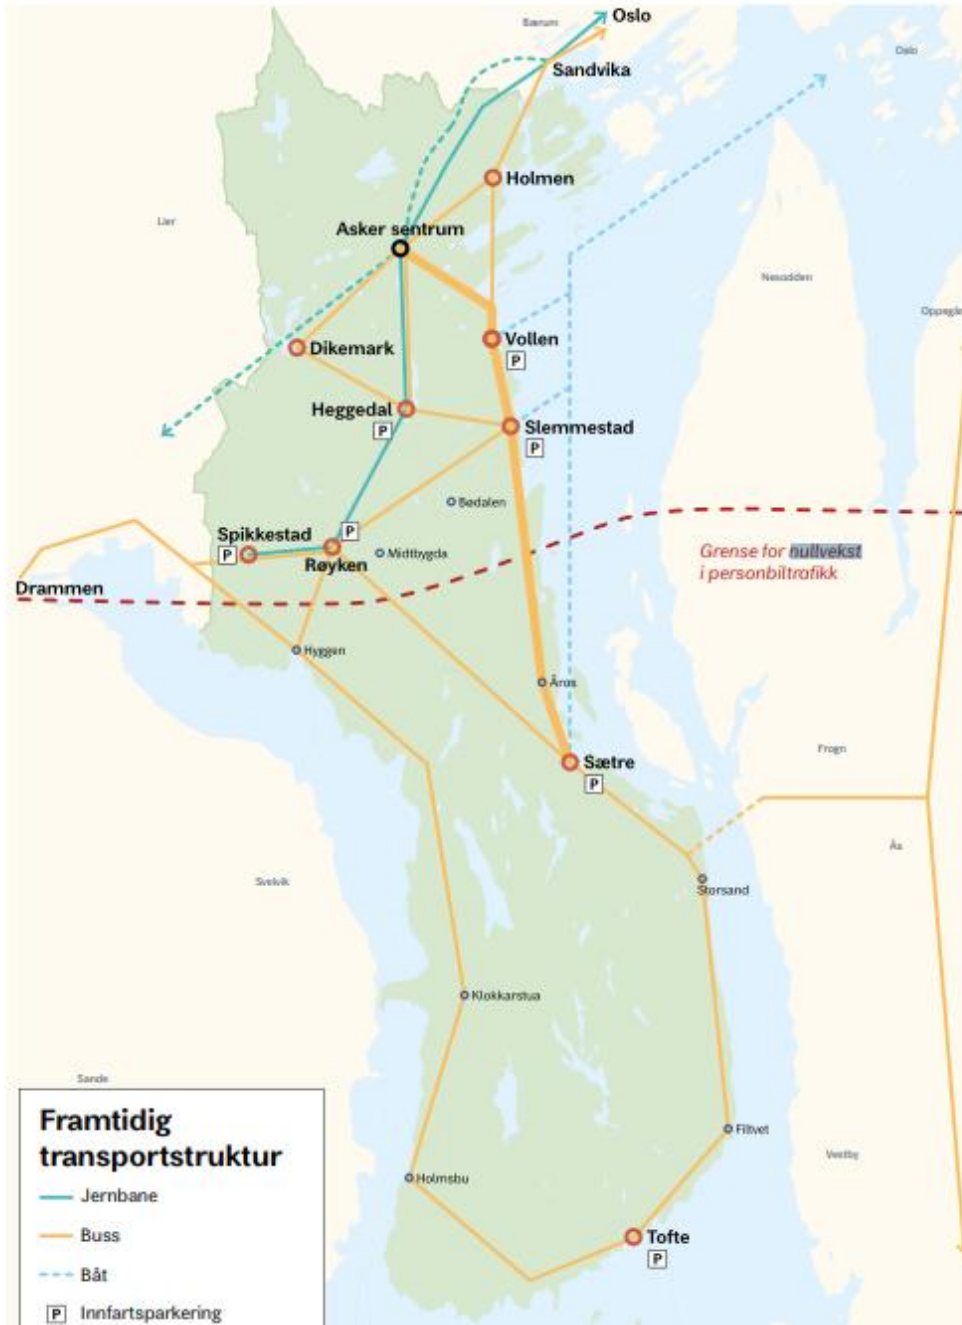 Oslo
Bærum
Oslo
Sandvika
Holmen
Lier
Asker sentrum
Nesodden
Oppegår
Vollen
P
Dikemark
Heggedal
P
Slemmestad
P
Bødalen
Spikkestad
P
P
Røyken
Midtbygda
Grense for nullvekst
i personbiltrafikk
Drammen
Hyggen
Åros
Sætre
P
Frogn
Ås
Svelvik
Storsand
Klokkarstua
Sande
Filtvet
Vestby
Holmsbu
Tofte
P
Framtidig
transportstruktur
Jernbane
Buss
Båt
P Innfartsparkering